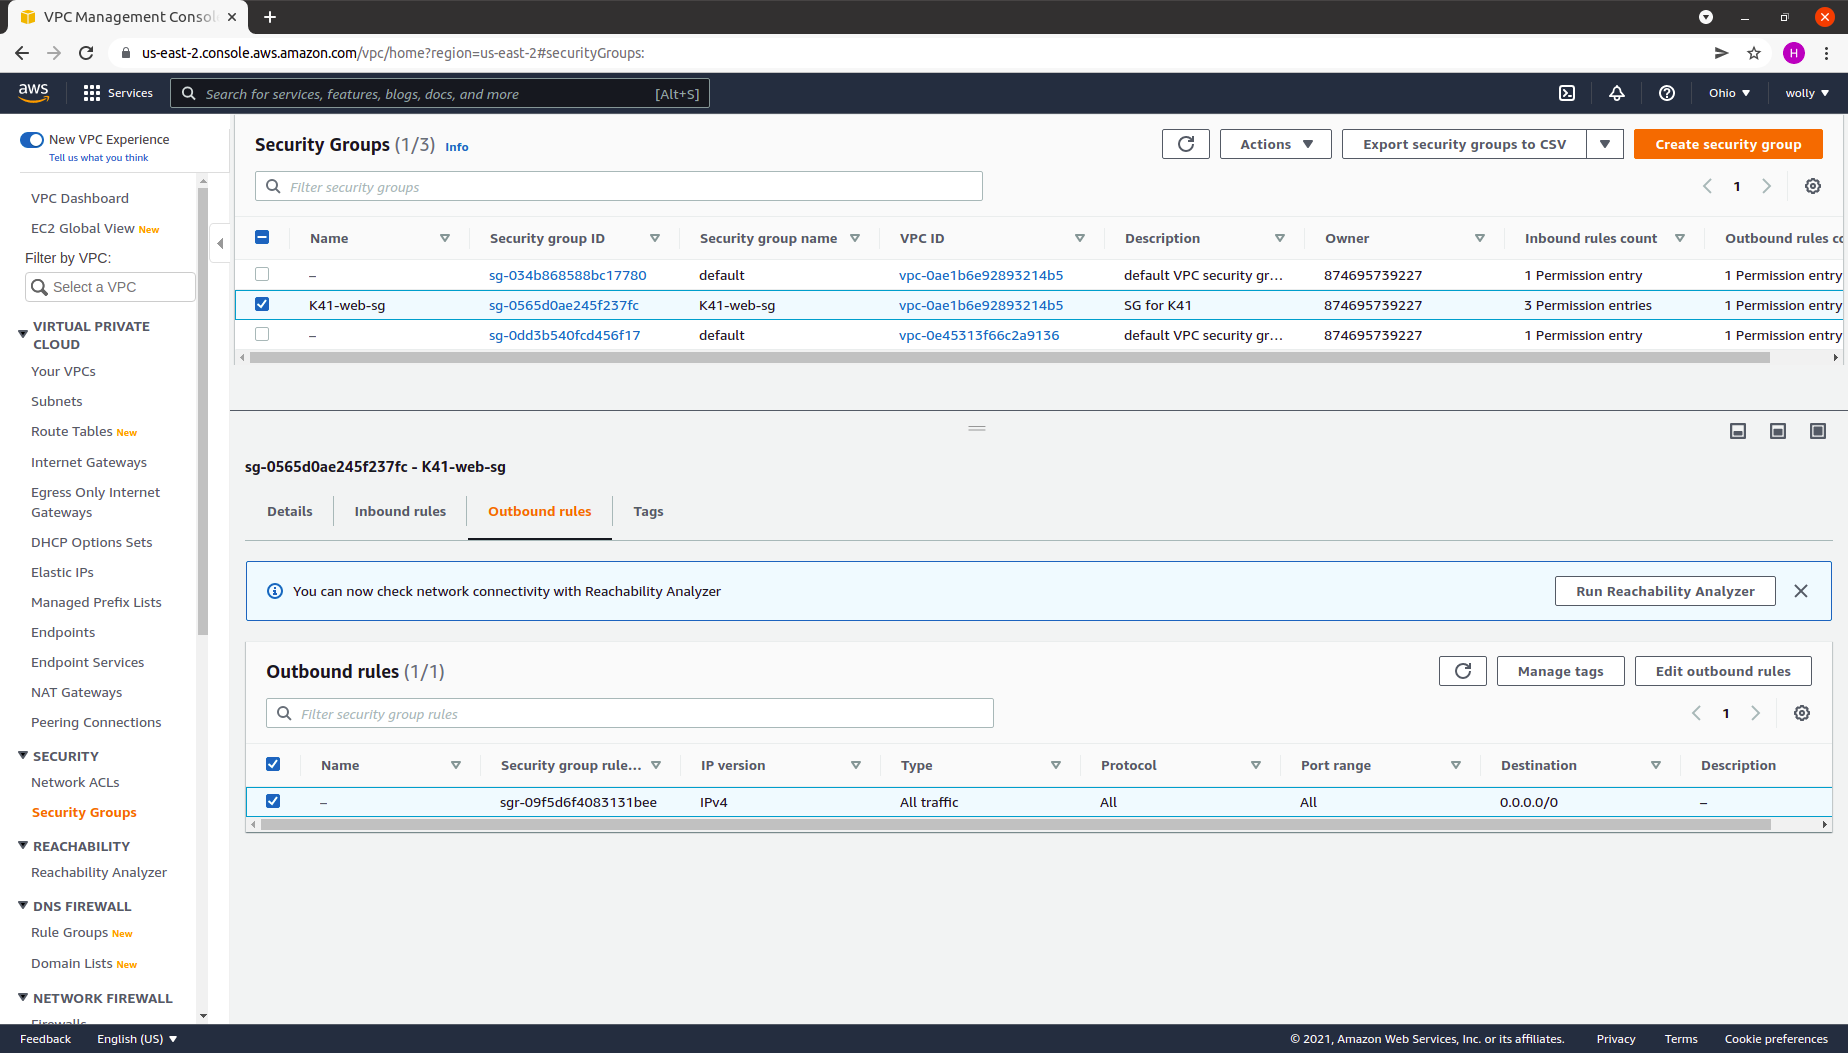 VPC Management Consol
us-east-2.console.aws.amazon.com/vpc/home?region=us-east-2#securityGroups:
H
aws
Services
Search for services, features, blogs, docs, and more
[Alt+S]
Ohio
wolly
New VPC Experience
Tell us what you think
VPC Dashboard
EC2 Global View New
Filter by VPC:
Select a VPC
VIRTUAL PRIVATE
CLOUD
Your VPCs
Subnets
Route Tables New
Internet Gateways
Egress Only Internet
Gateways
DHCP Options Sets
Elastic IPs
Managed Prefix Lists
Endpoints
Endpoint Services
NAT Gateways
Peering Connections
SECURITY
Network ACLs
Security Groups
REACHABILITY
Reachability Analyzer
DNS FIREWALL
Rule Groups New
Domain Lists New
NETWORK FIREWALL
Firewalls
Security Groups (1/3) Info
Actions
Export security groups to CSV
Create security group
Filter security groups
1
Name Security group ID Security group name VPC ID Description Owner Inbound rules count Outbound rules co
– sg-034b868588bc17780 default vpc-0ae1b6e92893214b5 default VPC security gr... 874695739227 1 Permission entry 1 Permission entry
K41-web-sg sg-0565d0ae245f237fc K41-web-sg vpc-0ae1b6e92893214b5 SG for K41 874695739227 3 Permission entries 1 Permission entry
– sg-0dd3b540fcd456f17 default vpc-0e45313f66c2a9136 default VPC security gr... 874695739227 1 Permission entry 1 Permission entry
sg-0565d0ae245f237fc - K41-web-sg
Details Inbound rules Outbound rules Tags
You can now check network connectivity with Reachability Analyzer
Run Reachability Analyzer
Outbound rules (1/1)
Manage tags
Edit outbound rules
Filter security group rules
1
Name Security group rule... IP version Type Protocol Port range Destination Description
– sgr-09f5d6f4083131bee IPv4 All traffic All All 0.0.0.0/0 –
Feedback English (US) © 2021, Amazon Web Services, Inc. or its affiliates. Privacy Terms Cookie preferences